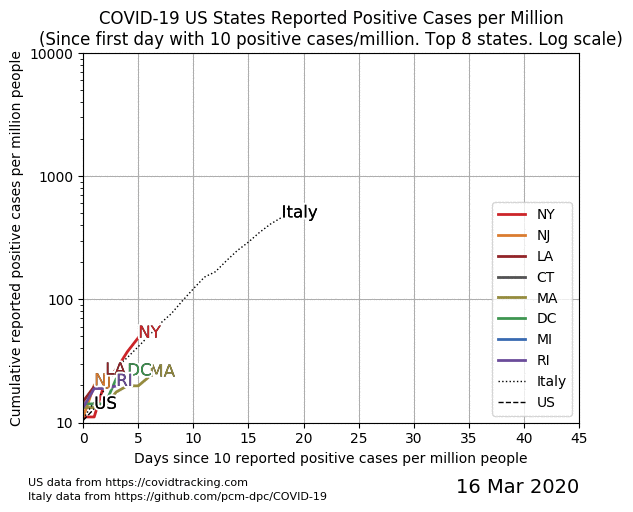 COVID-19 US States Reported Positive Cases per Million
(Since first day with 10 positive cases/million. Top 8 states. Log scale)
Cumulative reported positive cases per million people
10000
1000
100
10
Italy
NY
LA
DC
MA
NJ
RI
US
NY
NJ
LA
CT
MA
DC
MI
RI
Italy
US
0 5 10 15 20 25 30 35 40 45
Days since 10 reported positive cases per million people
US data from https://covidtracking.com
Italy data from https://github.com/pcm-dpc/COVID-19
16 Mar 2020